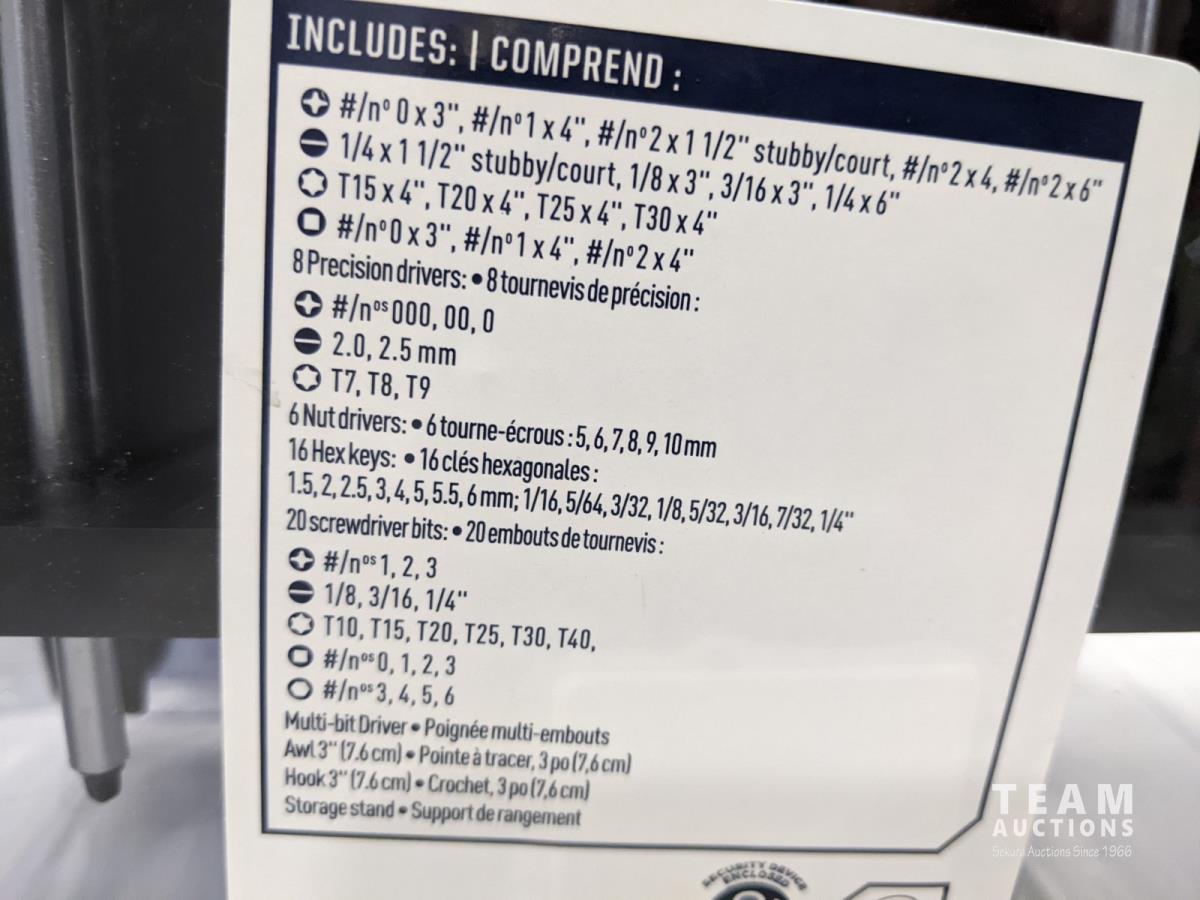 INCLUDES: | COMPREND :
#/nº 0 x 3", #/nº 1 x 4", #/nº 2 x 1 1/2" stubby/court, #/nº 2 x 4, #/nº 2 x 6"
1/4 x 1 1/2" stubby/court, 1/8 x 3", 3/16 x 3", 1/4 x 6"
T15 x 4", T20 x 4", T25 x 4", T30 x 4"
#/nº 0 x 3", #/nº 1 x 4", #/nº 2 x 4"
8 Precision drivers: • 8 tournevis de précision :
#/nºˢ 000, 00, 0
2.0, 2.5 mm
T7, T8, T9
6 Nut drivers: • 6 tourne-écrous : 5, 6, 7, 8, 9, 10 mm
16 Hex keys: • 16 clés hexagonales :
1.5, 2, 2.5, 3, 4, 5, 5.5, 6 mm; 1/16, 5/64, 3/32, 1/8, 5/32, 3/16, 7/32, 1/4"
20 screwdriver bits: • 20 embouts de tournevis :
#/nºˢ 1, 2, 3
1/8, 3/16, 1/4"
T10, T15, T20, T25, T30, T40,
#/nºˢ 0, 1, 2, 3
#/nºˢ 3, 4, 5, 6
Multi-bit Driver • Poignée multi-embouts
Awl 3" (7.6 cm) • Pointe à tracer, 3 po (7,6 cm)
Hook 3" (7.6 cm) • Crochet, 3 po (7,6 cm)
Storage stand • Support de rangement
TEAM
AUCTIONS
Sekura Auctions Since 1966
SECURITY DEVICE
ENCLOSED